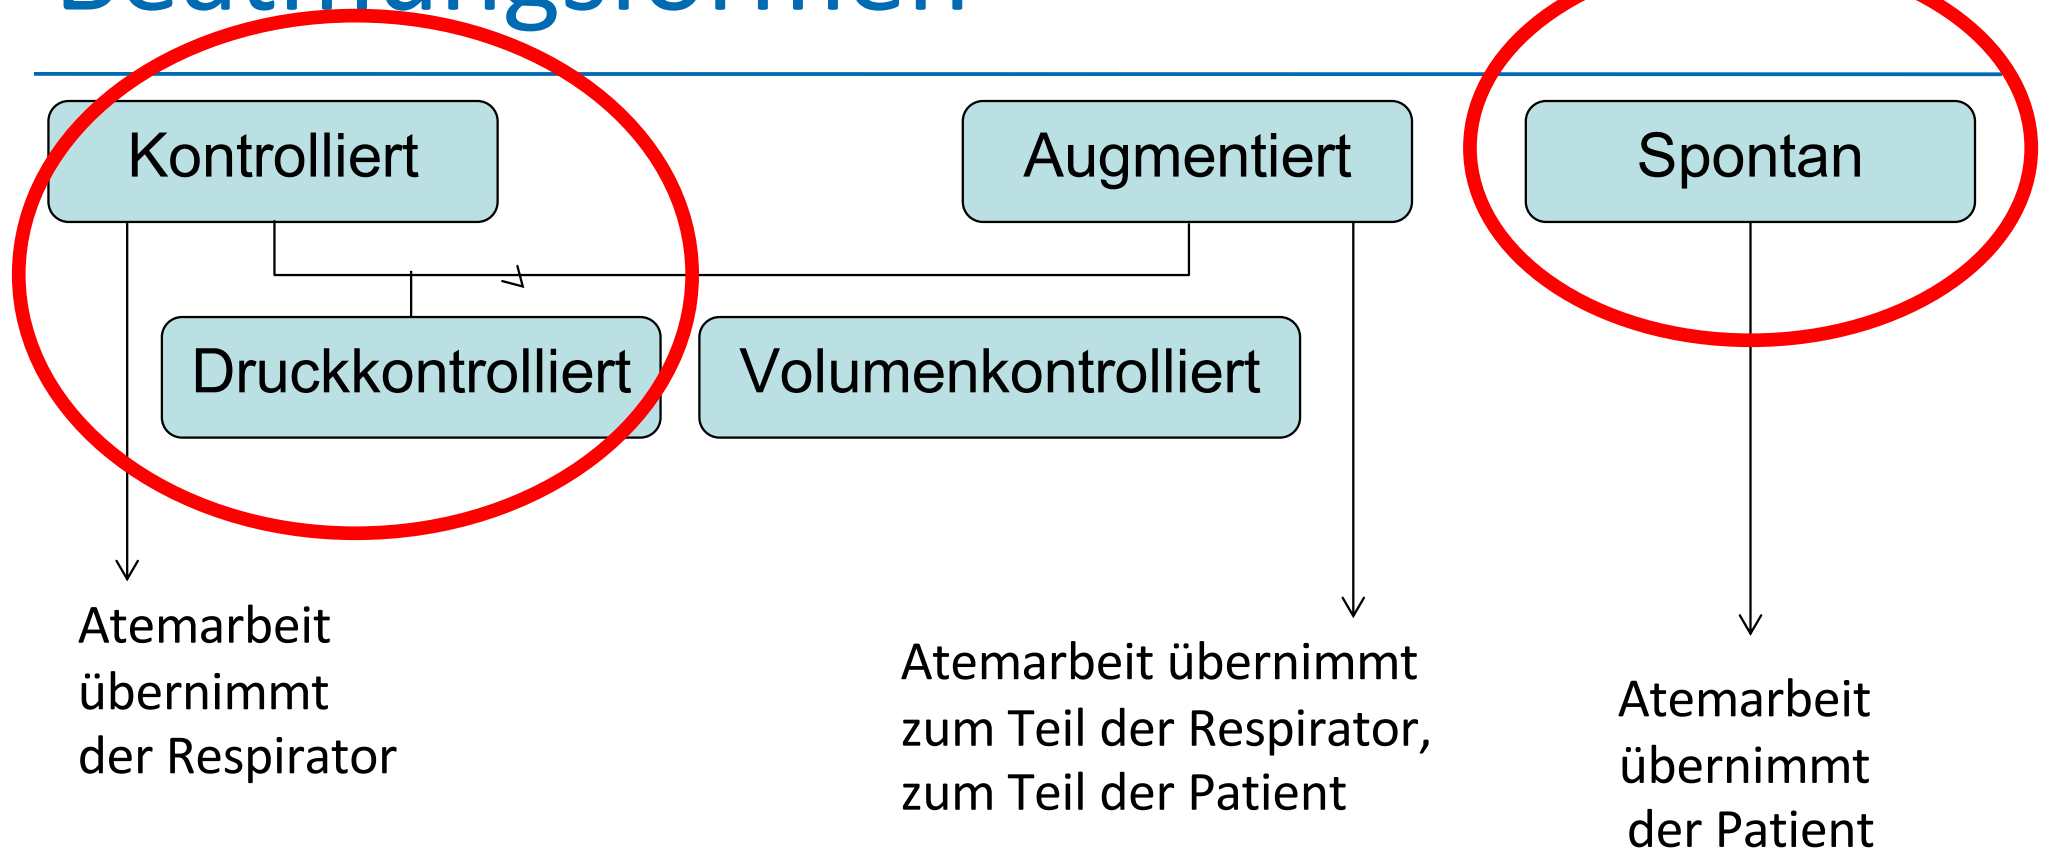 Beatmungsformen
Kontrolliert
Augmentiert
Spontan
Druckkontrolliert
Volumenkontrolliert
Atemarbeit
übernimmt
der Respirator
Atemarbeit übernimmt
zum Teil der Respirator,
zum Teil der Patient
Atemarbeit
übernimmt
der Patient